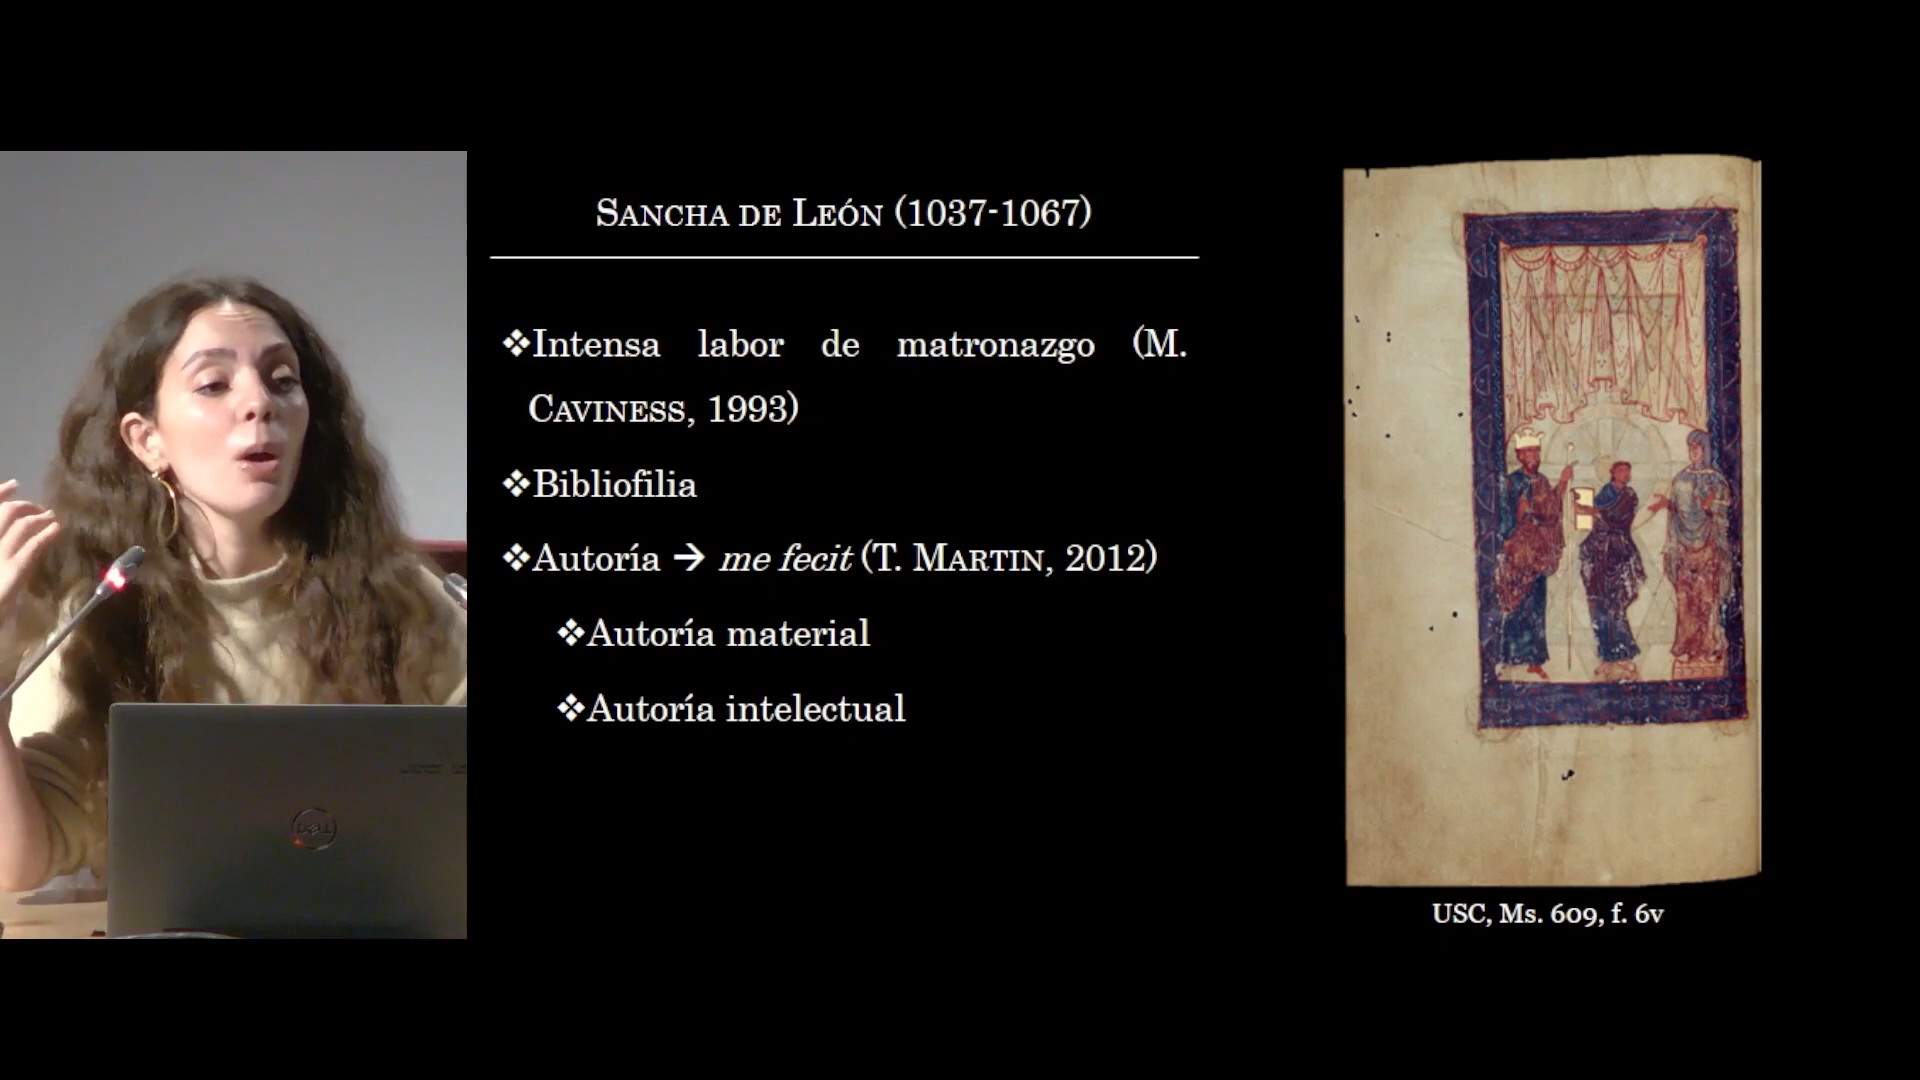 SANCHA DE LEÓN (1037-1067)
❖Intensa labor de matronazgo (M.
CAVINESS, 1993)
❖Bibliofilia
❖Autoría → me fecit (T. MARTIN, 2012)
❖Autoría material
❖Autoría intelectual
USC, Ms. 609, f. 6v
DELL